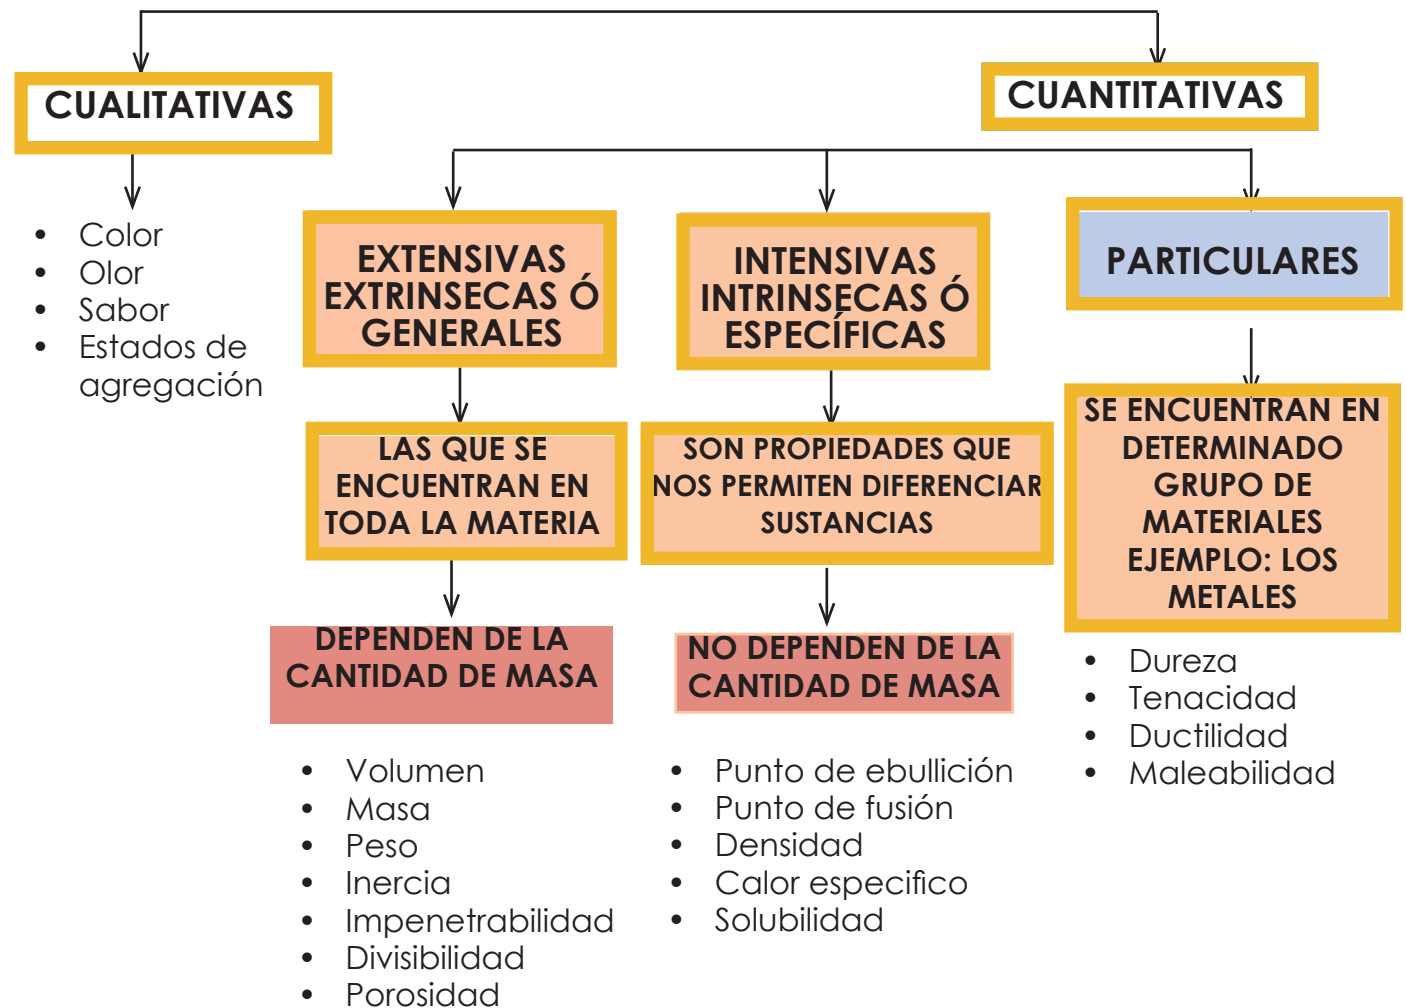 CUALITATIVAS
CUANTITATIVAS
• Color
• Olor
• Sabor
• Estados de
agregación
EXTENSIVAS
EXTRINSECAS Ó
GENERALES
INTENSIVAS
INTRINSECAS Ó
ESPECÍFICAS
PARTICULARES
LAS QUE SE
ENCUENTRAN EN
TODA LA MATERIA
SON PROPIEDADES QUE
NOS PERMITEN DIFERENCIAR
SUSTANCIAS
SE ENCUENTRAN EN
DETERMINADO
GRUPO DE
MATERIALES
EJEMPLO: LOS
METALES
DEPENDEN DE LA
CANTIDAD DE MASA
NO DEPENDEN DE LA
CANTIDAD DE MASA
• Dureza
• Tenacidad
• Ductilidad
• Maleabilidad
• Volumen
• Masa
• Peso
• Inercia
• Impenetrabilidad
• Divisibilidad
• Porosidad
• Punto de ebullición
• Punto de fusión
• Densidad
• Calor especifico
• Solubilidad